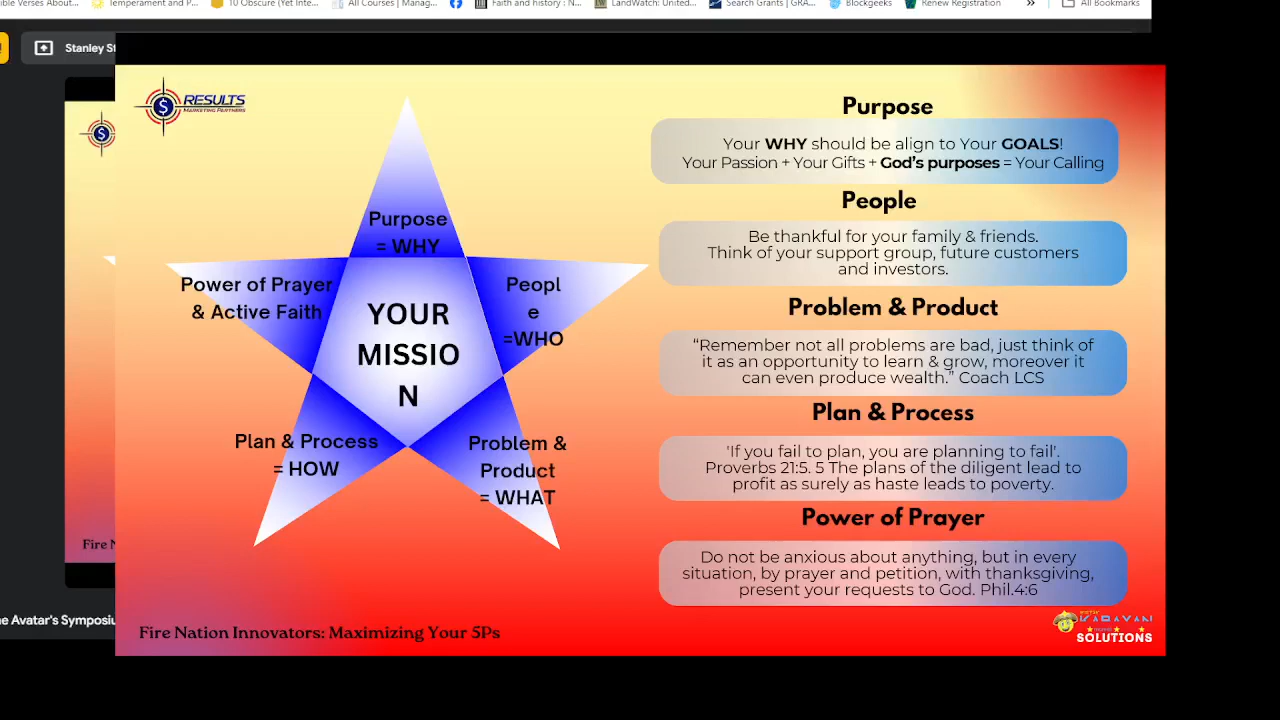 ible Verses About...
Temperament and P...
10 Obscure (Yet Inte...
All Courses | Manag...
Faith and history : N...
LandWatch: United...
Search Grants | GRA...
Blockgeeks
Renew Registration
»
All Bookmarks
Stanley St
RESULTS
MARKETING PARTNERS
Purpose
= WHY
Power of Prayer
& Active Faith
Peopl
e
=WHO
YOUR
MISSIO
N
Plan & Process
= HOW
Problem &
Product
= WHAT
Purpose
Your WHY should be align to Your GOALS!
Your Passion + Your Gifts + God's purposes = Your Calling
People
Be thankful for your family & friends.
Think of your support group, future customers
and investors.
Problem & Product
“Remember not all problems are bad, just think of
it as an opportunity to learn & grow, moreover it
can even produce wealth.” Coach LCS
Plan & Process
'If you fail to plan, you are planning to fail'.
Proverbs 21:5. 5 The plans of the diligent lead to
profit as surely as haste leads to poverty.
Power of Prayer
Do not be anxious about anything, but in every
situation, by prayer and petition, with thanksgiving,
present your requests to God. Phil.4:6
Fire N
e Avatar's Symposiu
Fire Nation Innovators: Maximizing Your 5Ps
KABAYAN
SOLUTIONS